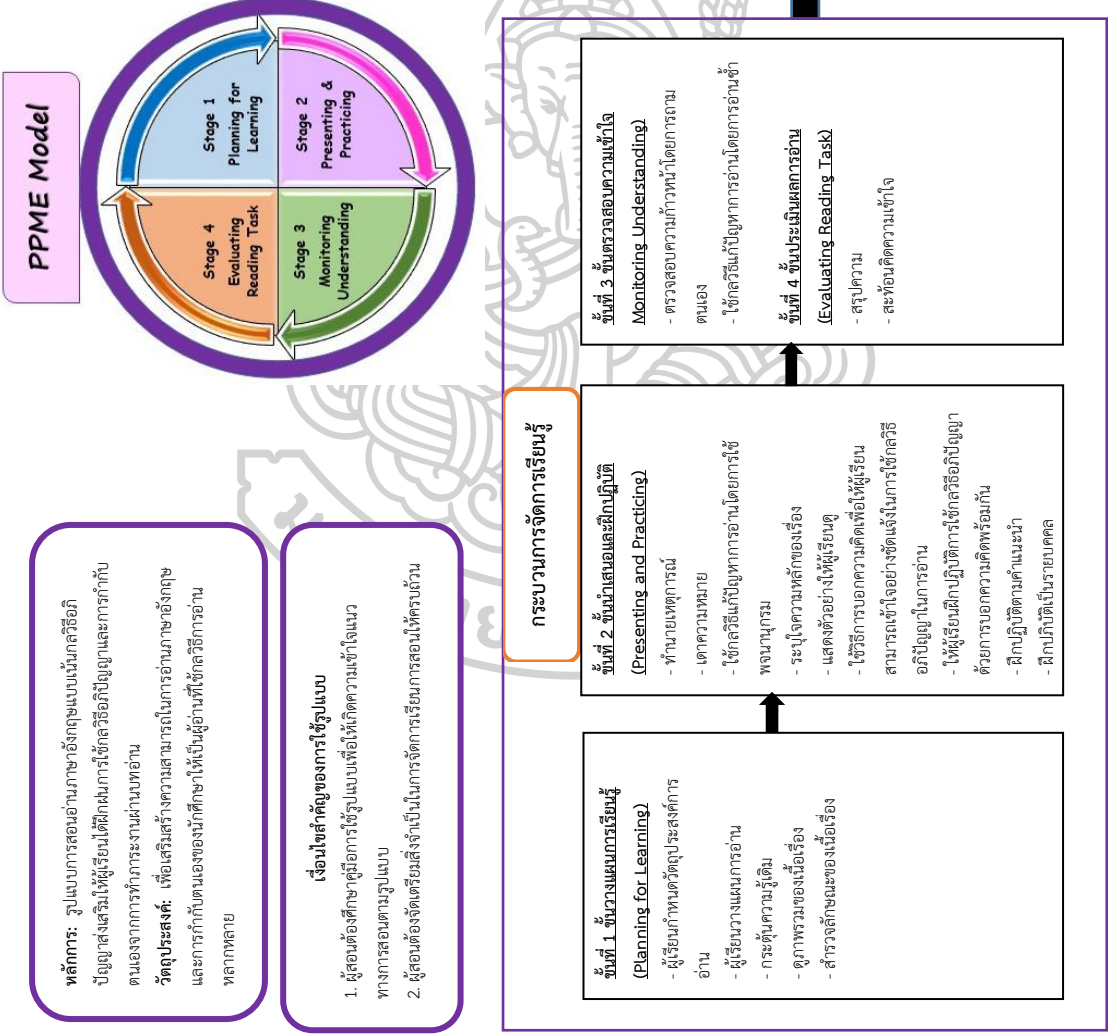 PPME Model
Stage 1
Planning for
Learning
Stage 2
Presenting &
Practicing
Stage 3
Monitoring
Understanding
Stage 4
Evaluating
Reading Task
หลักการ: รูปแบบการสอนอ่านภาษาอังกฤษแบบเน้นกลวิธีอภิ
ปัญญาส่งเสริมให้ผู้เรียนได้ฝึกฝนการใช้กลวิธีอภิปัญญาและการกำกับ
ตนเองจากการทำภาระงานผ่านบทอ่าน
วัตถุประสงค์: เพื่อเสริมสร้างความสามารถในการอ่านภาษาอังกฤษ
และการกำกับตนเองของนักศึกษาให้เป็นผู้อ่านที่ใช้กลวิธีการอ่าน
หลากหลาย
เงื่อนไขสำคัญของการใช้รูปแบบ
1. ผู้สอนต้องศึกษาคู่มือการใช้รูปแบบเพื่อให้เกิดความเข้าใจแนว
ทางการสอนตามรูปแบบ
2. ผู้สอนต้องจัดเตรียมสิ่งจำเป็นในการจัดการเรียนการสอนให้ครบถ้วน
กระบวนการจัดการเรียนรู้
ขั้นที่ 1 ขั้นวางแผนการเรียนรู้
(Planning for Learning)
- ผู้เรียนกำหนดวัตถุประสงค์การ
อ่าน
- ผู้เรียนวางแผนการอ่าน
- กระตุ้นความรู้เดิม
- ดูภาพรวมของเนื้อเรื่อง
- สำรวจลักษณะของเนื้อเรื่อง
ขั้นที่ 2 ขั้นนำเสนอและฝึกปฏิบัติ
(Presenting and Practicing)
- ทำนายเหตุการณ์
- เดาความหมาย
- ใช้กลวิธีแก้ปัญหาการอ่านโดยการใช้
พจนานุกรม
- ระบุใจความหลักของเรื่อง
- แสดงตัวอย่างให้ผู้เรียนดู
- ใช้วิธีการบอกความคิดเพื่อให้ผู้เรียน
สามารถเข้าใจอย่างชัดแจ้งในการใช้กลวิธี
อภิปัญญาในการอ่าน
- ให้ผู้เรียนฝึกปฏิบัติการใช้กลวิธีอภิปัญญา
ด้วยการบอกความคิดพร้อมกัน
- ฝึกปฏิบัติตามคำแนะนำ
- ฝึกปฏิบัติเป็นรายบุคคล
ขั้นที่ 3 ขั้นตรวจสอบความเข้าใจ
Monitoring Understanding)
- ตรวจสอบความก้าวหน้าโดยการถาม
ตนเอง
- ใช้กลวิธีแก้ปัญหาการอ่านโดยการอ่านซ้ำ
ขั้นที่ 4 ขั้นประเมินผลการอ่าน
(Evaluating Reading Task)
- สรุปความ
- สะท้อนคิดความเข้าใจ